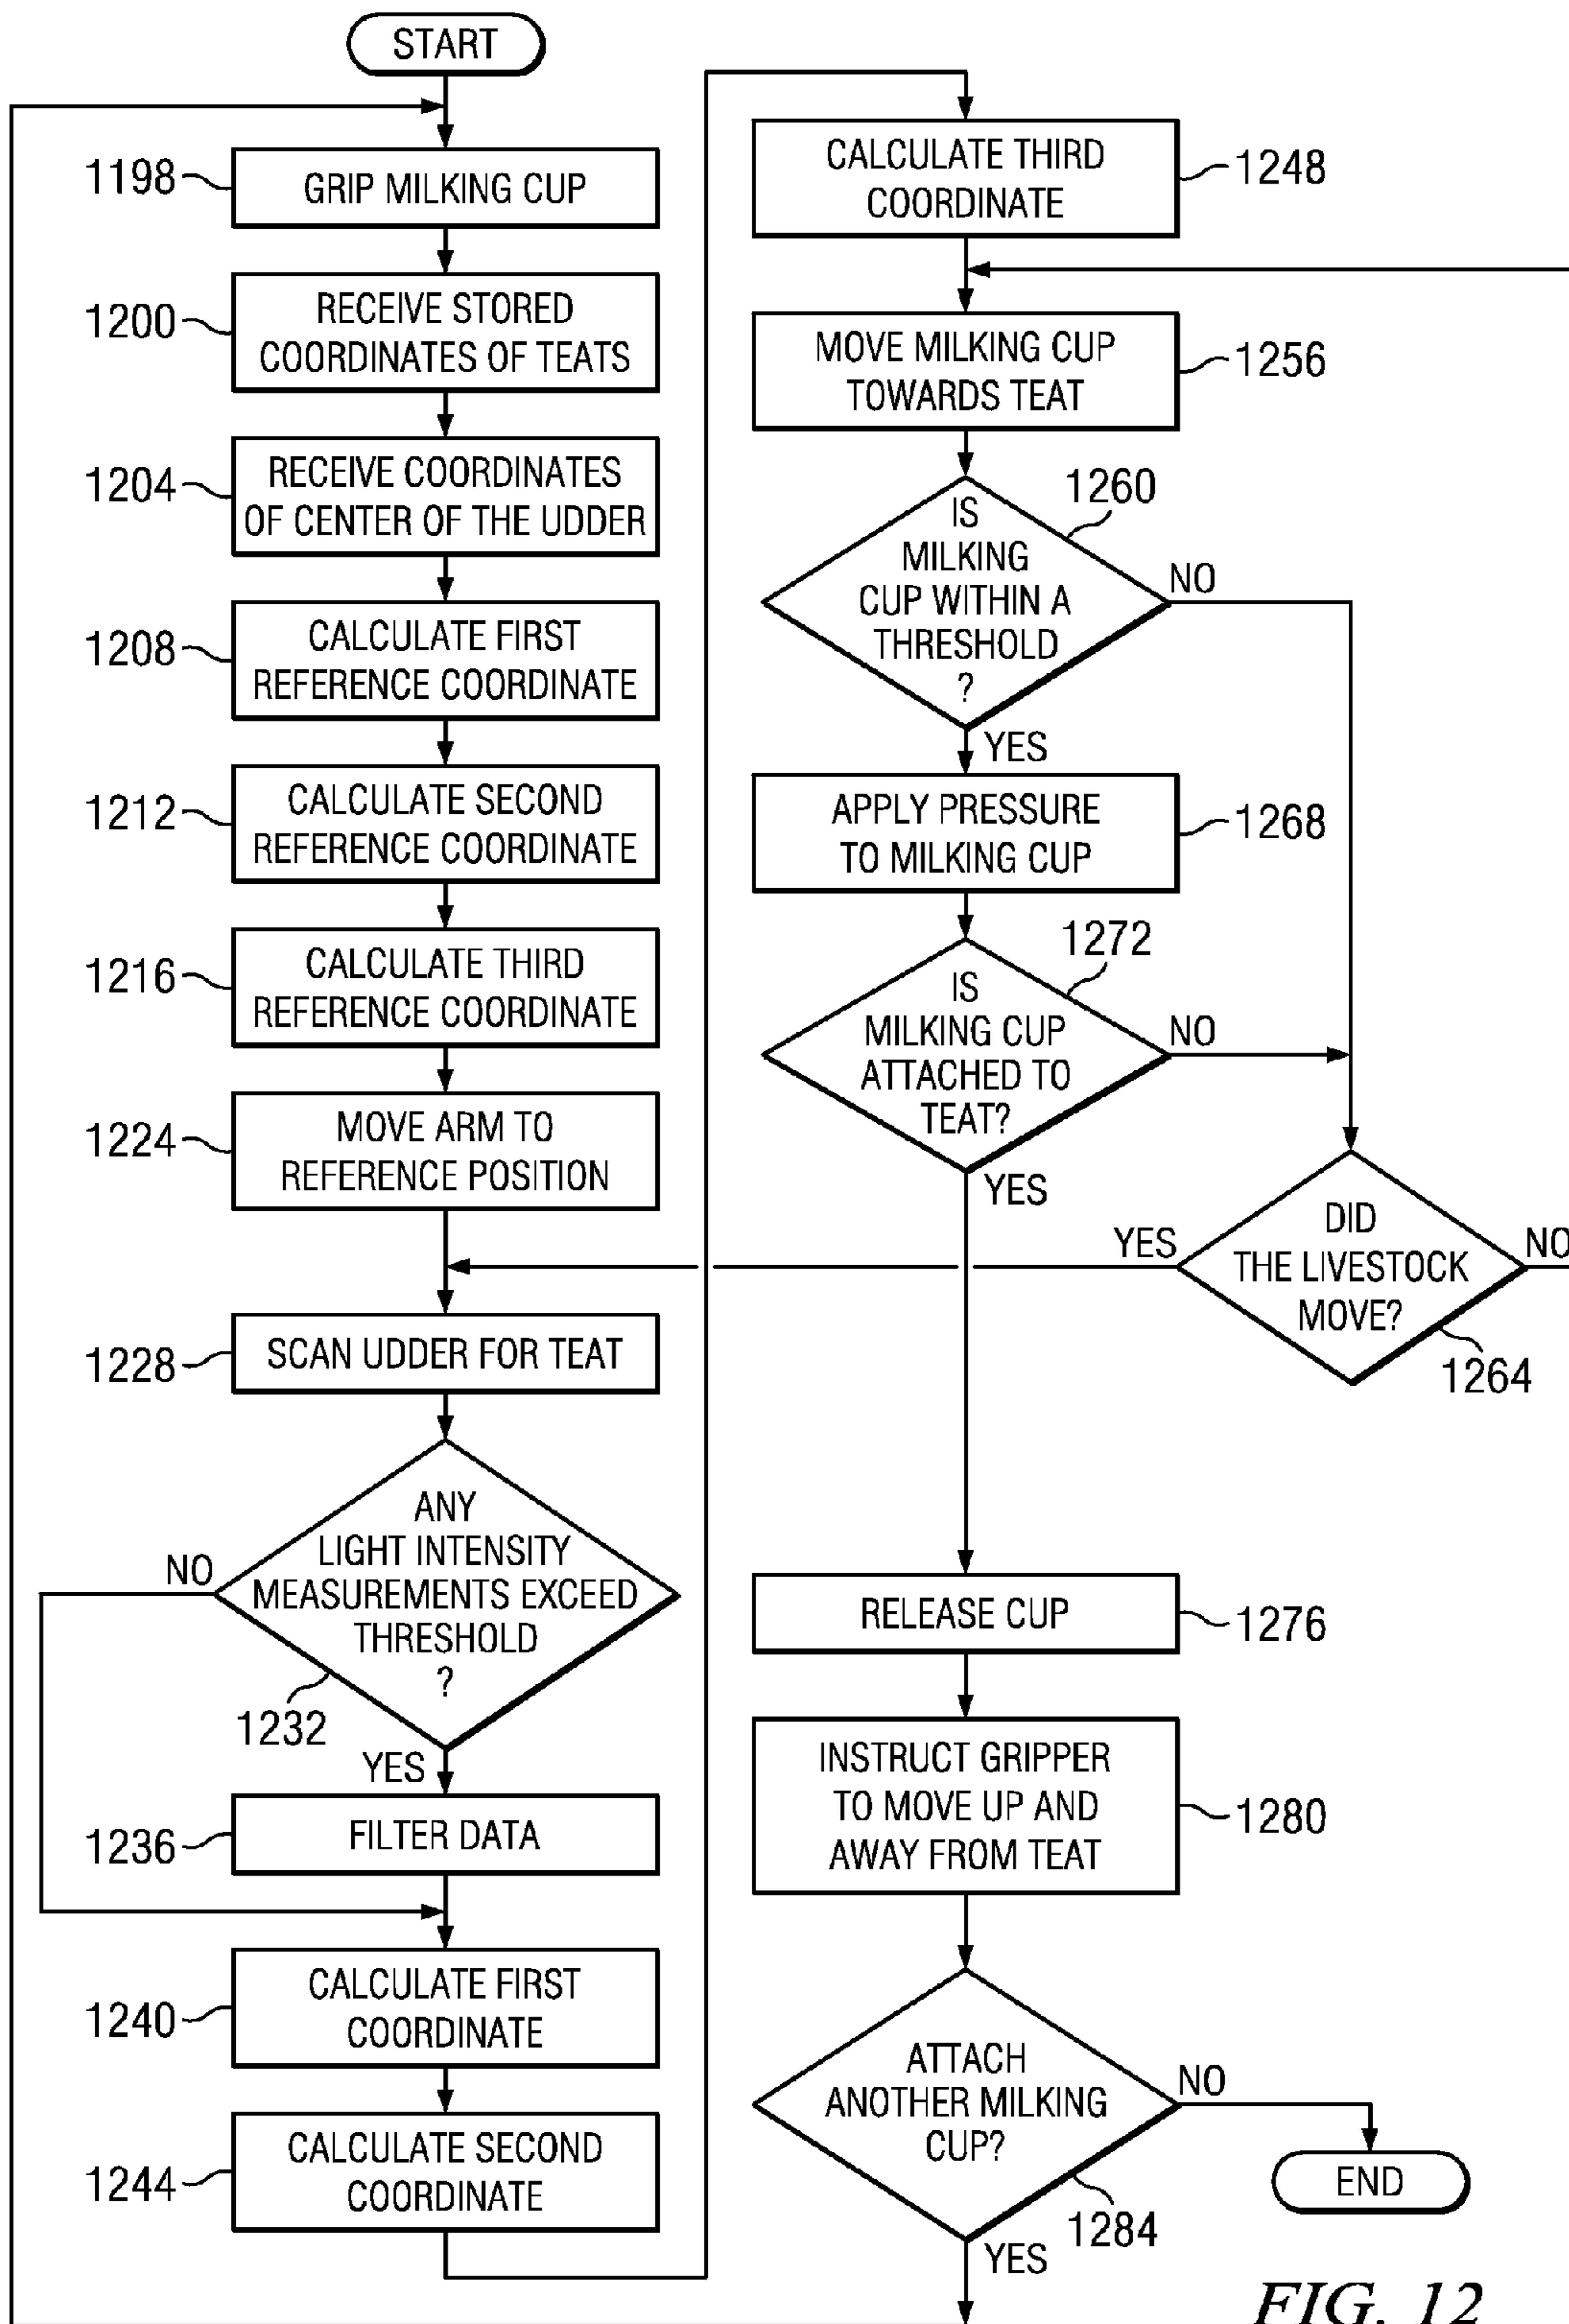 START
1198
GRIP MILKING CUP
1200
RECEIVE STORED
COORDINATES OF TEATS
1204
RECEIVE COORDINATES
OF CENTER OF THE UDDER
1208
CALCULATE FIRST
REFERENCE COORDINATE
1212
CALCULATE SECOND
REFERENCE COORDINATE
1216
CALCULATE THIRD
REFERENCE COORDINATE
1224
MOVE ARM TO
REFERENCE POSITION
1228
SCAN UDDER FOR TEAT
ANY
LIGHT INTENSITY
MEASUREMENTS EXCEED
THRESHOLD
?
NO
1232
YES
1236
FILTER DATA
1240
CALCULATE FIRST
COORDINATE
1244
CALCULATE SECOND
COORDINATE
CALCULATE THIRD
COORDINATE
1248
MOVE MILKING CUP
TOWARDS TEAT
1256
1260
IS
MILKING
CUP WITHIN A
THRESHOLD
?
NO
YES
APPLY PRESSURE
TO MILKING CUP
1268
1272
IS
MILKING CUP
ATTACHED TO
TEAT?
NO
YES
DID
THE LIVESTOCK
MOVE?
YES
NO
1264
RELEASE CUP
1276
INSTRUCT GRIPPER
TO MOVE UP AND
AWAY FROM TEAT
1280
ATTACH
ANOTHER MILKING
CUP?
NO
1284
YES
END
FIG. 12